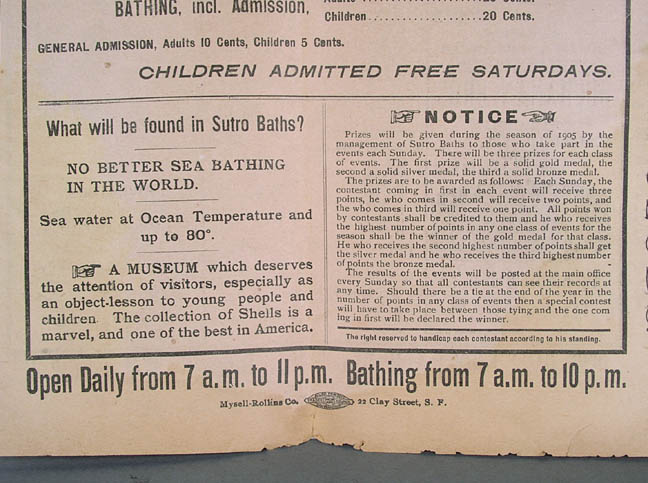 BATHING, incl. Admission,
Children..................20 Cents.
GENERAL ADMISSION, Adults 10 Cents, Children 5 Cents.
CHILDREN ADMITTED FREE SATURDAYS.
What will be found in Sutro Baths?
NO BETTER SEA BATHING
IN THE WORLD.
Sea water at Ocean Temperature and
up to 80°.
A MUSEUM which deserves
the attention of visitors, especially as
an object-lesson to young people and
children The collection of Shells is a
marvel, and one of the best in America.
NOTICE
Prizes will be given during the season of 1905 by the
management of Sutro Baths to those who take part in the
events each Sunday. There will be three prizes for each class
of events. The first prize will be a solid gold medal, the
second a solid silver medal, the third a solid bronze medal.
The prizes are to be awarded as follows: Each Sunday, the
contestant coming in first in each event will receive three
points, he who comes in second will receive two points, and
the who comes in third will receive one point. All points won
by contestants shall be credited to them and he who receives
the highest number of points in any one class of events for the
season shall be the winner of the gold medal for that class.
He who receives the second highest number of points shall get
the silver medal and he who receives the third highest number
of points the bronze medal.
The results of the events will be posted at the main office
every Sunday so that all contestants can see their records at
any time. Should there be a tie at the end of the year in the
number of points in any class of events then a special contest
will have to take place between those tying and the one com
ing in first will be declared the winner.
The right reserved to handicap each contestant according to his standing.
Open Daily from 7 a.m. to 11 p.m. Bathing from 7 a.m. to 10 p.m.
Mysell-Rollins Co. 22 Clay Street, S. F.